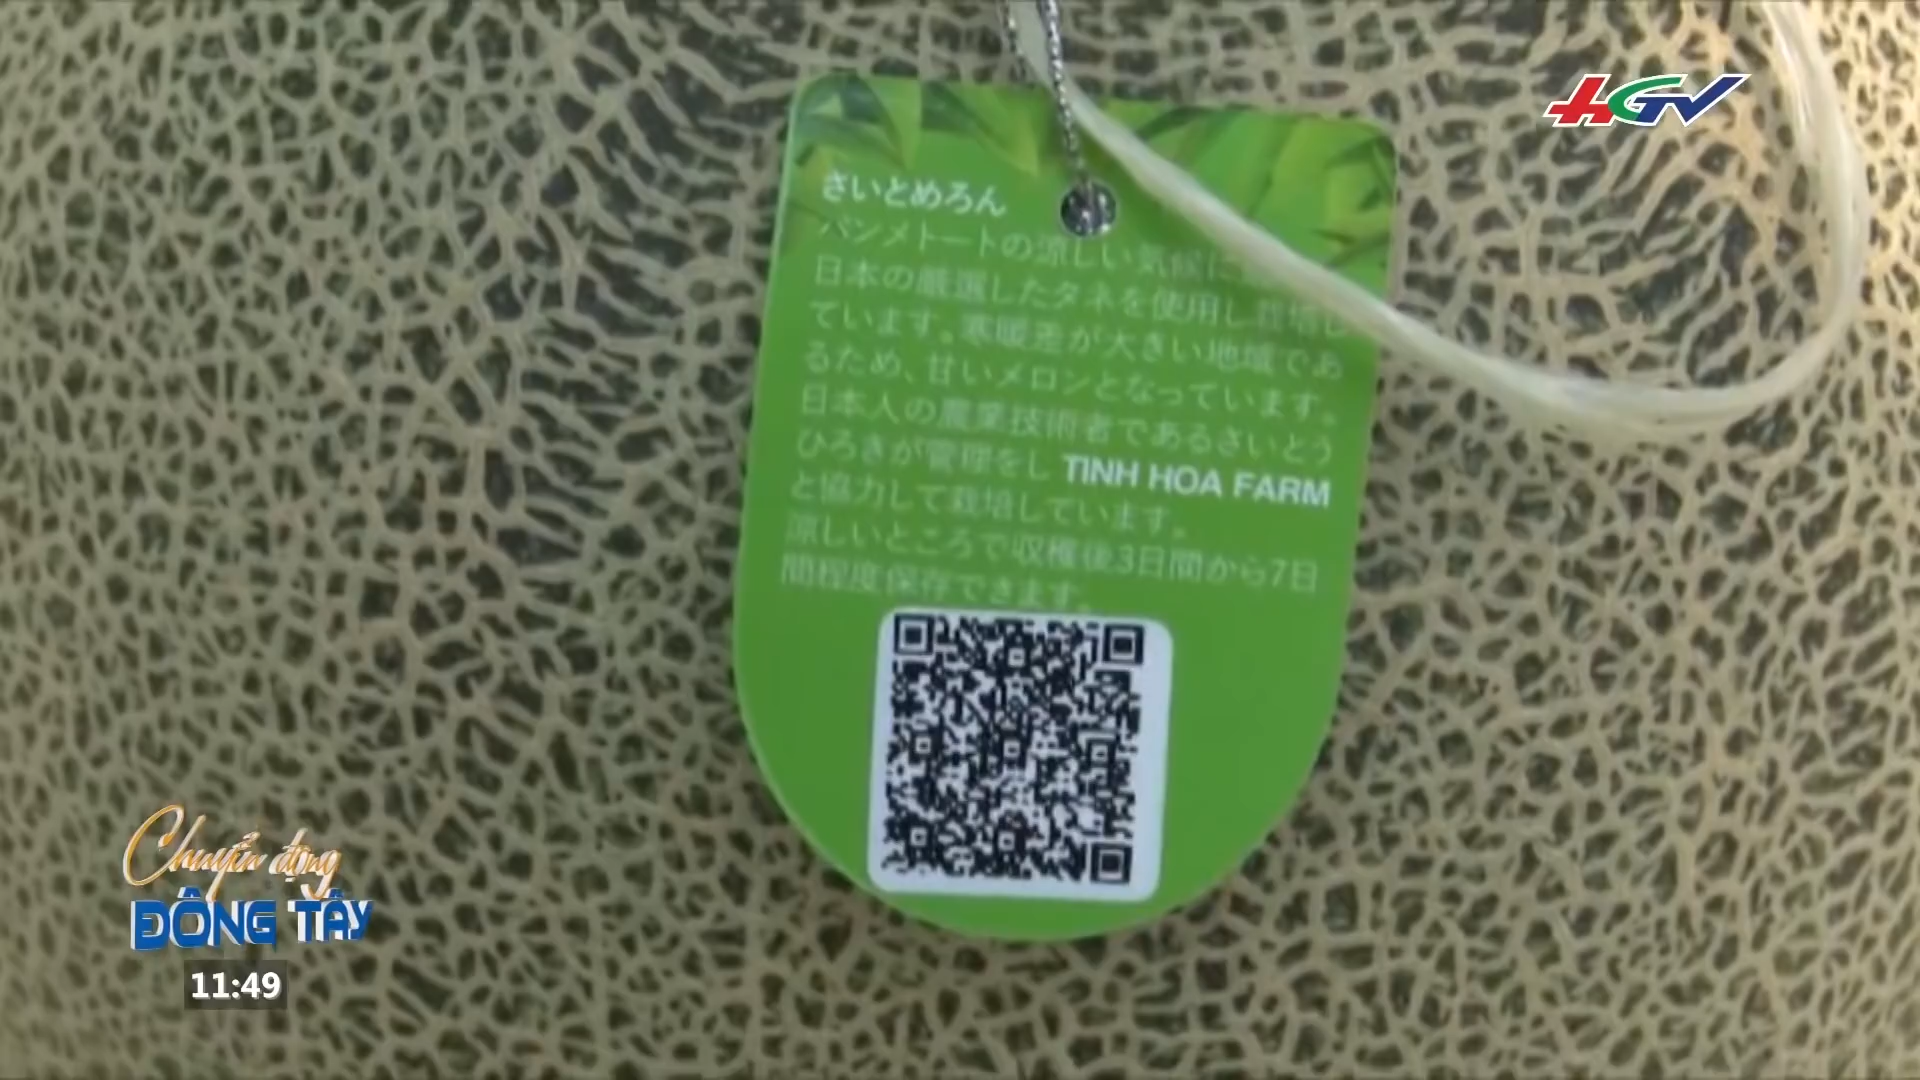 HGV
さいとめろん
バンメトートの涼しい気候に
日本の厳選したタネを使用し栽培し
ています。寒暖差が大きい地域であ
るため、甘いメロンとなっています。
日本人の農業技術者であるさいとう
ひろきが管理をし TINH HOA FARM
と協力して栽培しています。
涼しいところで収穫後3日間から7日
間程度保存できます。
Chuyển động
ĐÔNG TÂY
11:49